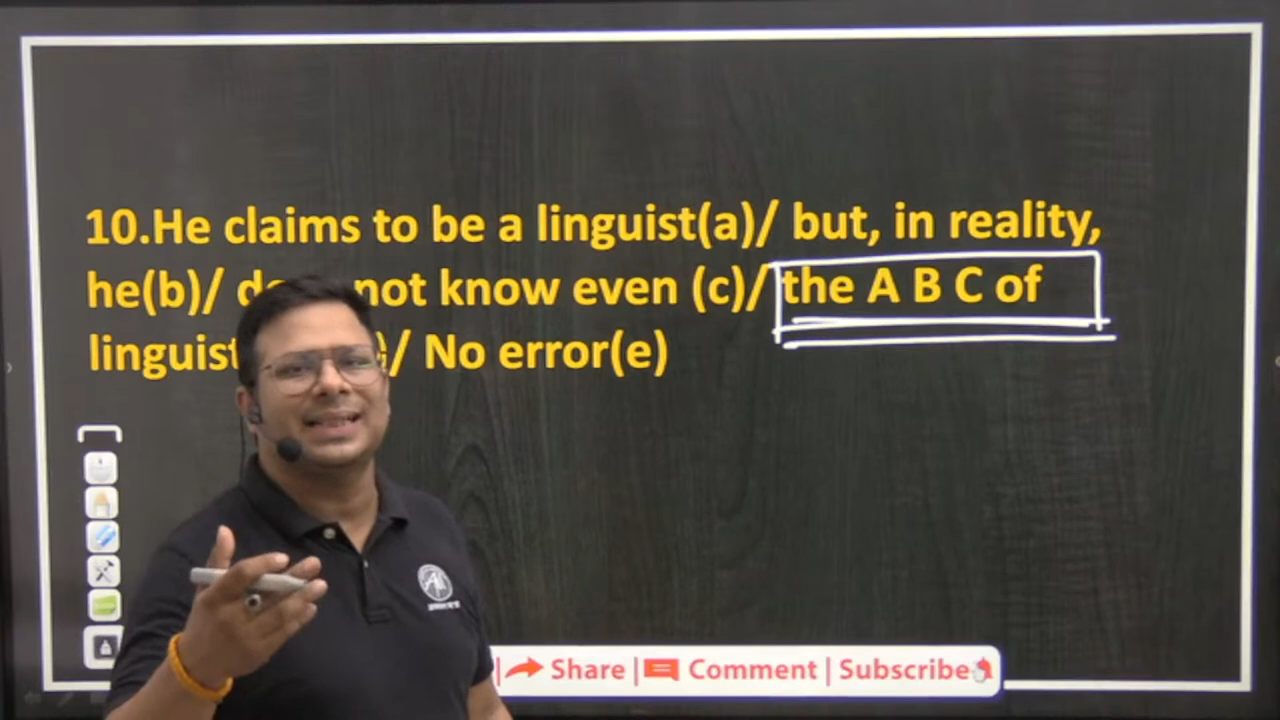 10.He claims to be a linguist(a)/ but, in reality,
he(b)/ not know even (c)/ the A B C of
/ No error(e)
| Share | Comment | Subscribe